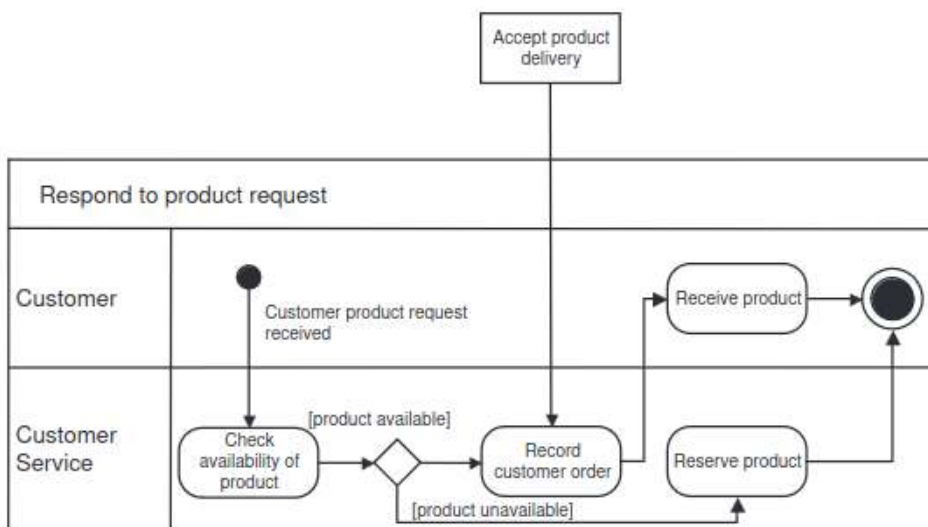 Accept product
delivery
Respond to product request
Customer
Customer product request
received
Receive product
Customer
Service
Check
availability of
product
[product available]
[product unavailable]
Record
customer order
Reserve product